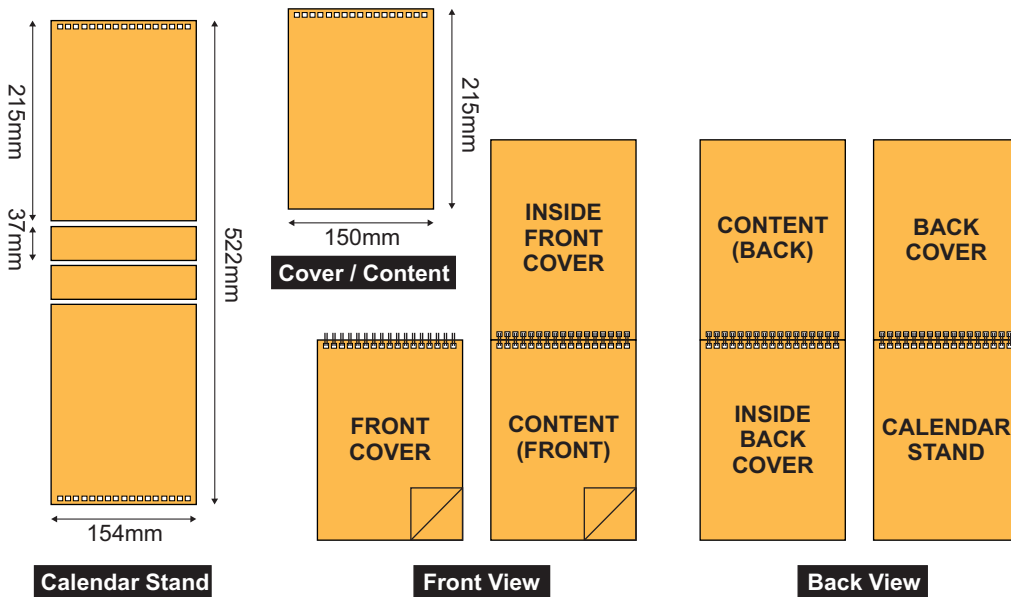 215mm
37mm
522mm
154mm
Calendar Stand
215mm
150mm
Cover / Content
FRONT
COVER
INSIDE
FRONT
COVER
CONTENT
(FRONT)
Front View
CONTENT
(BACK)
INSIDE
BACK
COVER
BACK
COVER
CALENDAR
STAND
Back View